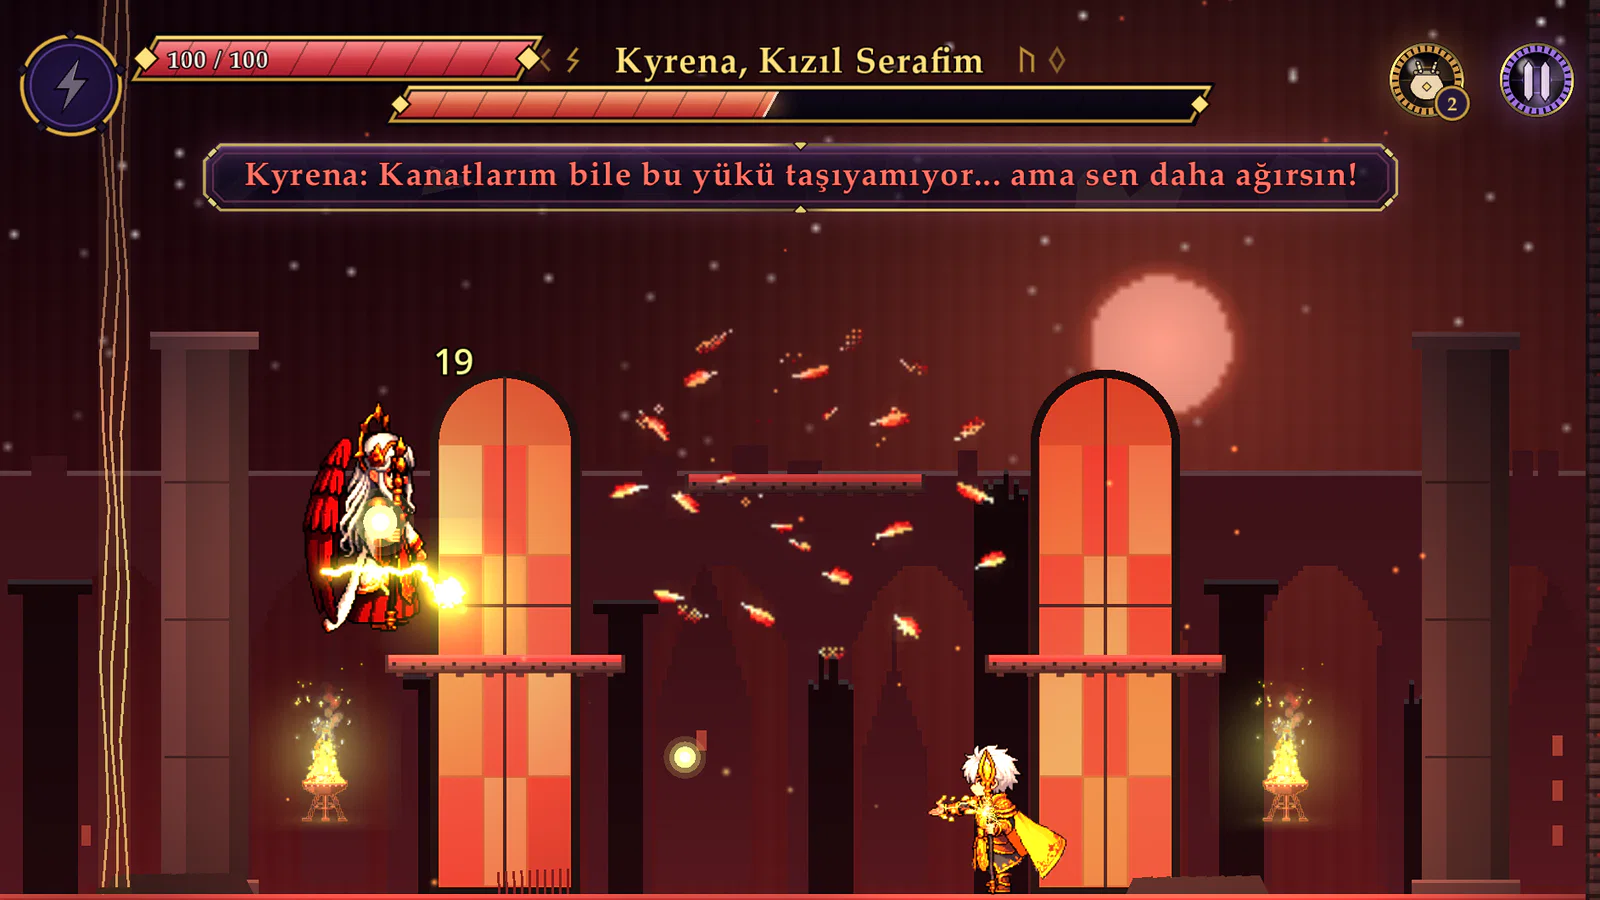 100 / 100
Kyrena, Kızıl Serafim
2
Kyrena: Kanatlarım bile bu yükü taşıyamıyor... ama sen daha ağırsın!
19